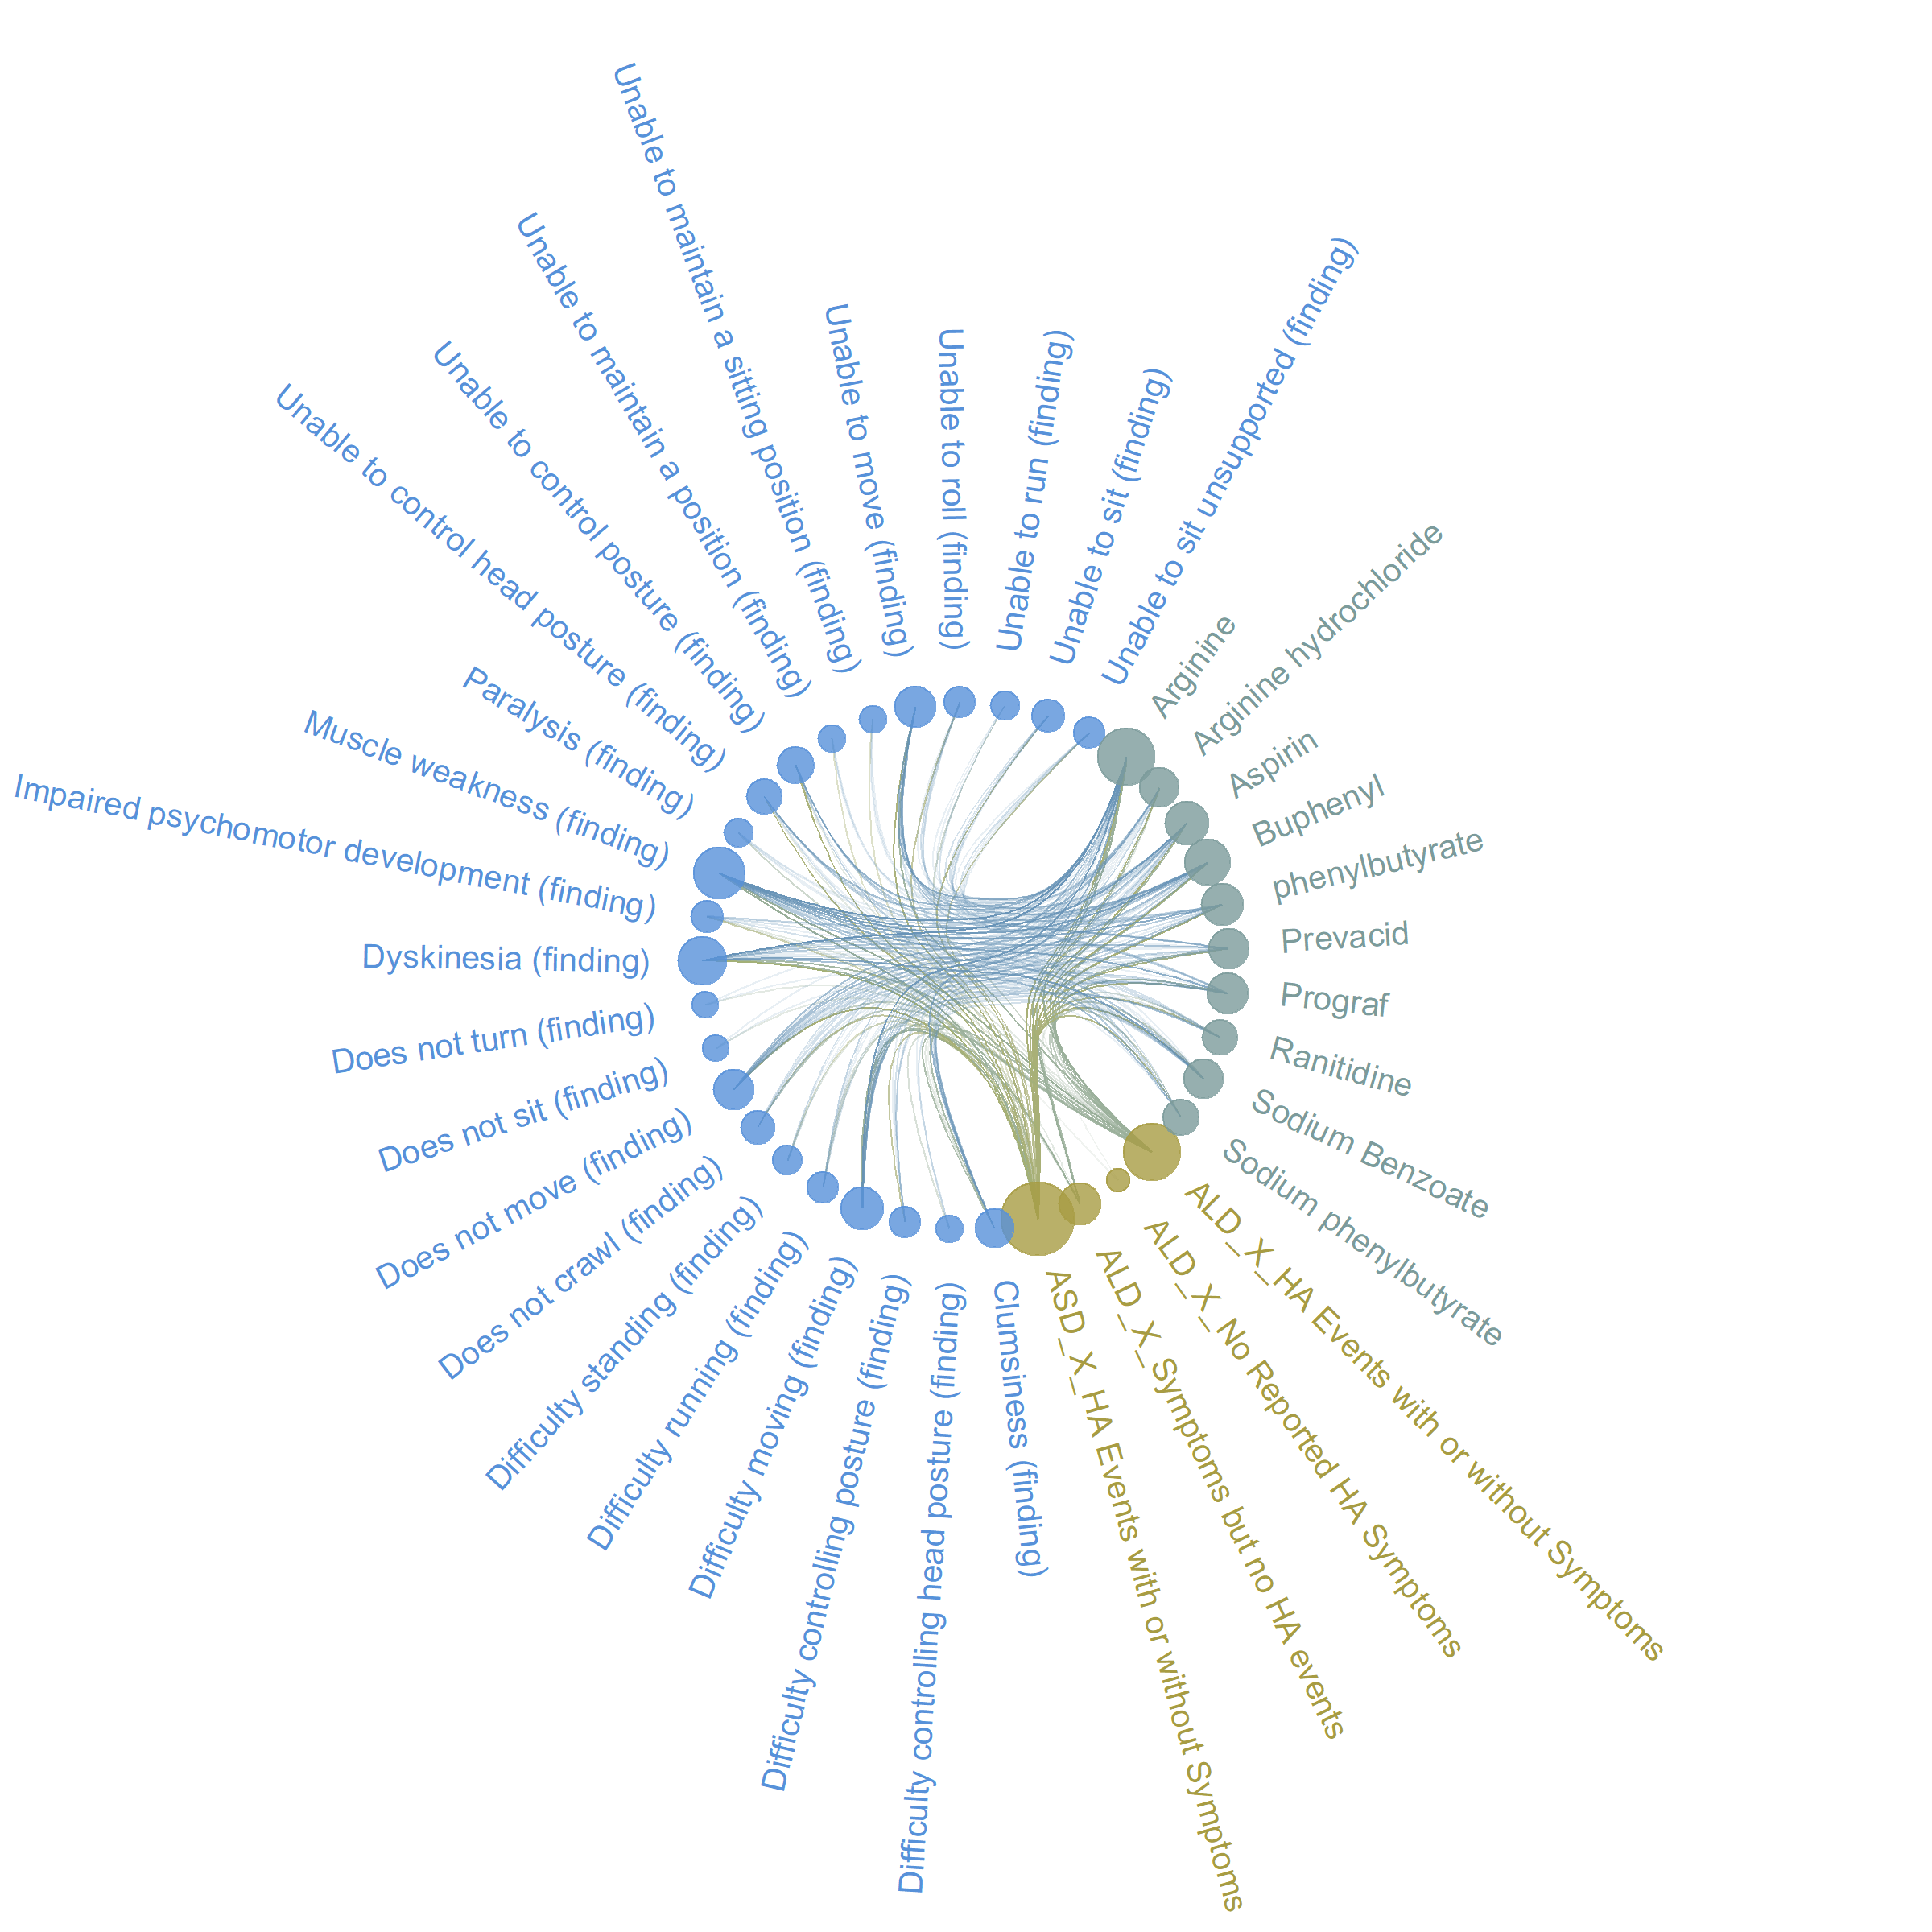 Unable to maintain a sitting position (finding)
Unable to move (finding)
Unable to roll (finding)
Unable to run (finding)
Unable to sit (finding)
Unable to sit unsupported (finding)
Arginine
Arginine hydrochloride
Aspirin
Buphenyl
phenylbutyrate
Prevacid
Prograf
Ranitidine
Sodium Benzoate
Sodium phenylbutyrate
ALD_X_HA Events with or without Symptoms
ALD_X_ No Reported HA Symptoms
ALD_X_ Symptoms but no HA events
ASD_X_HA Events with or without Symptoms
Clumsiness (finding)
Difficulty controlling head posture (finding)
Difficulty controlling posture (finding)
Difficulty moving (finding)
Difficulty running (finding)
Difficulty standing (finding)
Does not crawl (finding)
Does not move (finding)
Does not sit (finding)
Does not turn (finding)
Dyskinesia (finding)
Impaired psychomotor development (finding)
Muscle weakness (finding)
Paralysis (finding)
Unable to control head posture (finding)
Unable to control posture (finding)
Unable to maintain a position (finding)